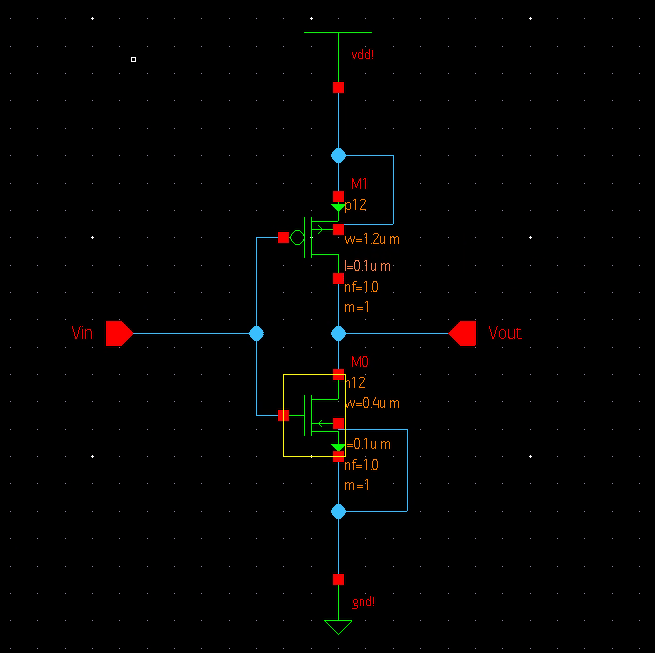 vdd!
M1
p12
w=1.2u m
l=0.1u m
nf=1.0
m=1
Vin
Vout
M0
n12
w=0.4u m
l=0.1u m
nf=1.0
m=1
gnd!